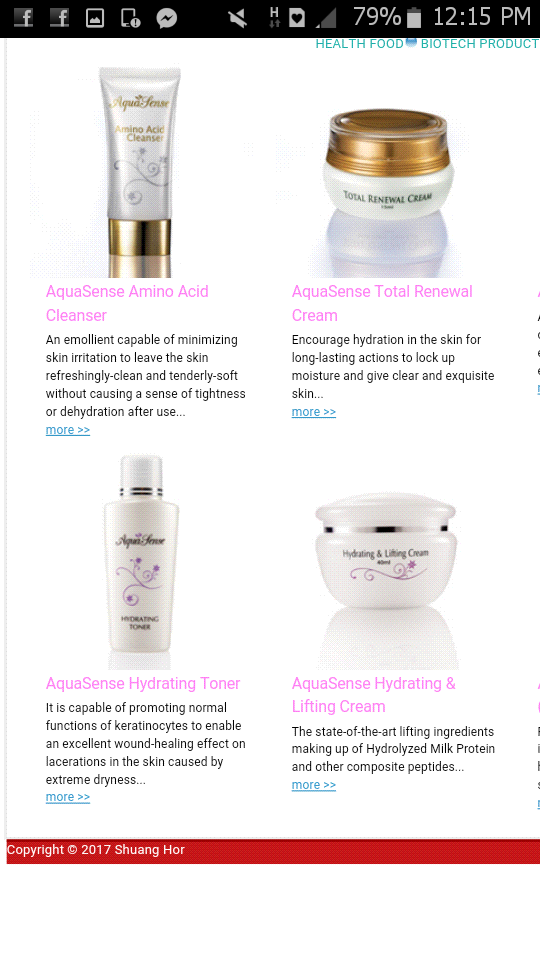 79% 12:15 PM
H
HEALTH FOOD BIOTECH PRODUCT
AquaSense
Amino Acid
Cleanser
TOTAL RENEWAL CREAM
AquaSense Amino Acid
Cleanser
An emollient capable of minimizing
skin irritation to leave the skin
refreshingly-clean and tenderly-soft
without causing a sense of tightness
or dehydration after use...
more >>
AquaSense Total Renewal
Cream
Encourage hydration in the skin for
long-lasting actions to lock up
moisture and give clear and exquisite
skin...
more >>
AquaSense
HYDRATING
TONER
Hydrating & Lifting Cream
40ml
AquaSense Hydrating Toner
It is capable of promoting normal
functions of keratinocytes to enable
an excellent wound-healing effect on
lacerations in the skin caused by
extreme dryness...
more >>
AquaSense Hydrating &
Lifting Cream
The state-of-the-art lifting ingredients
making up of Hydrolyzed Milk Protein
and other composite peptides...
more >>
Copyright © 2017 Shuang Hor